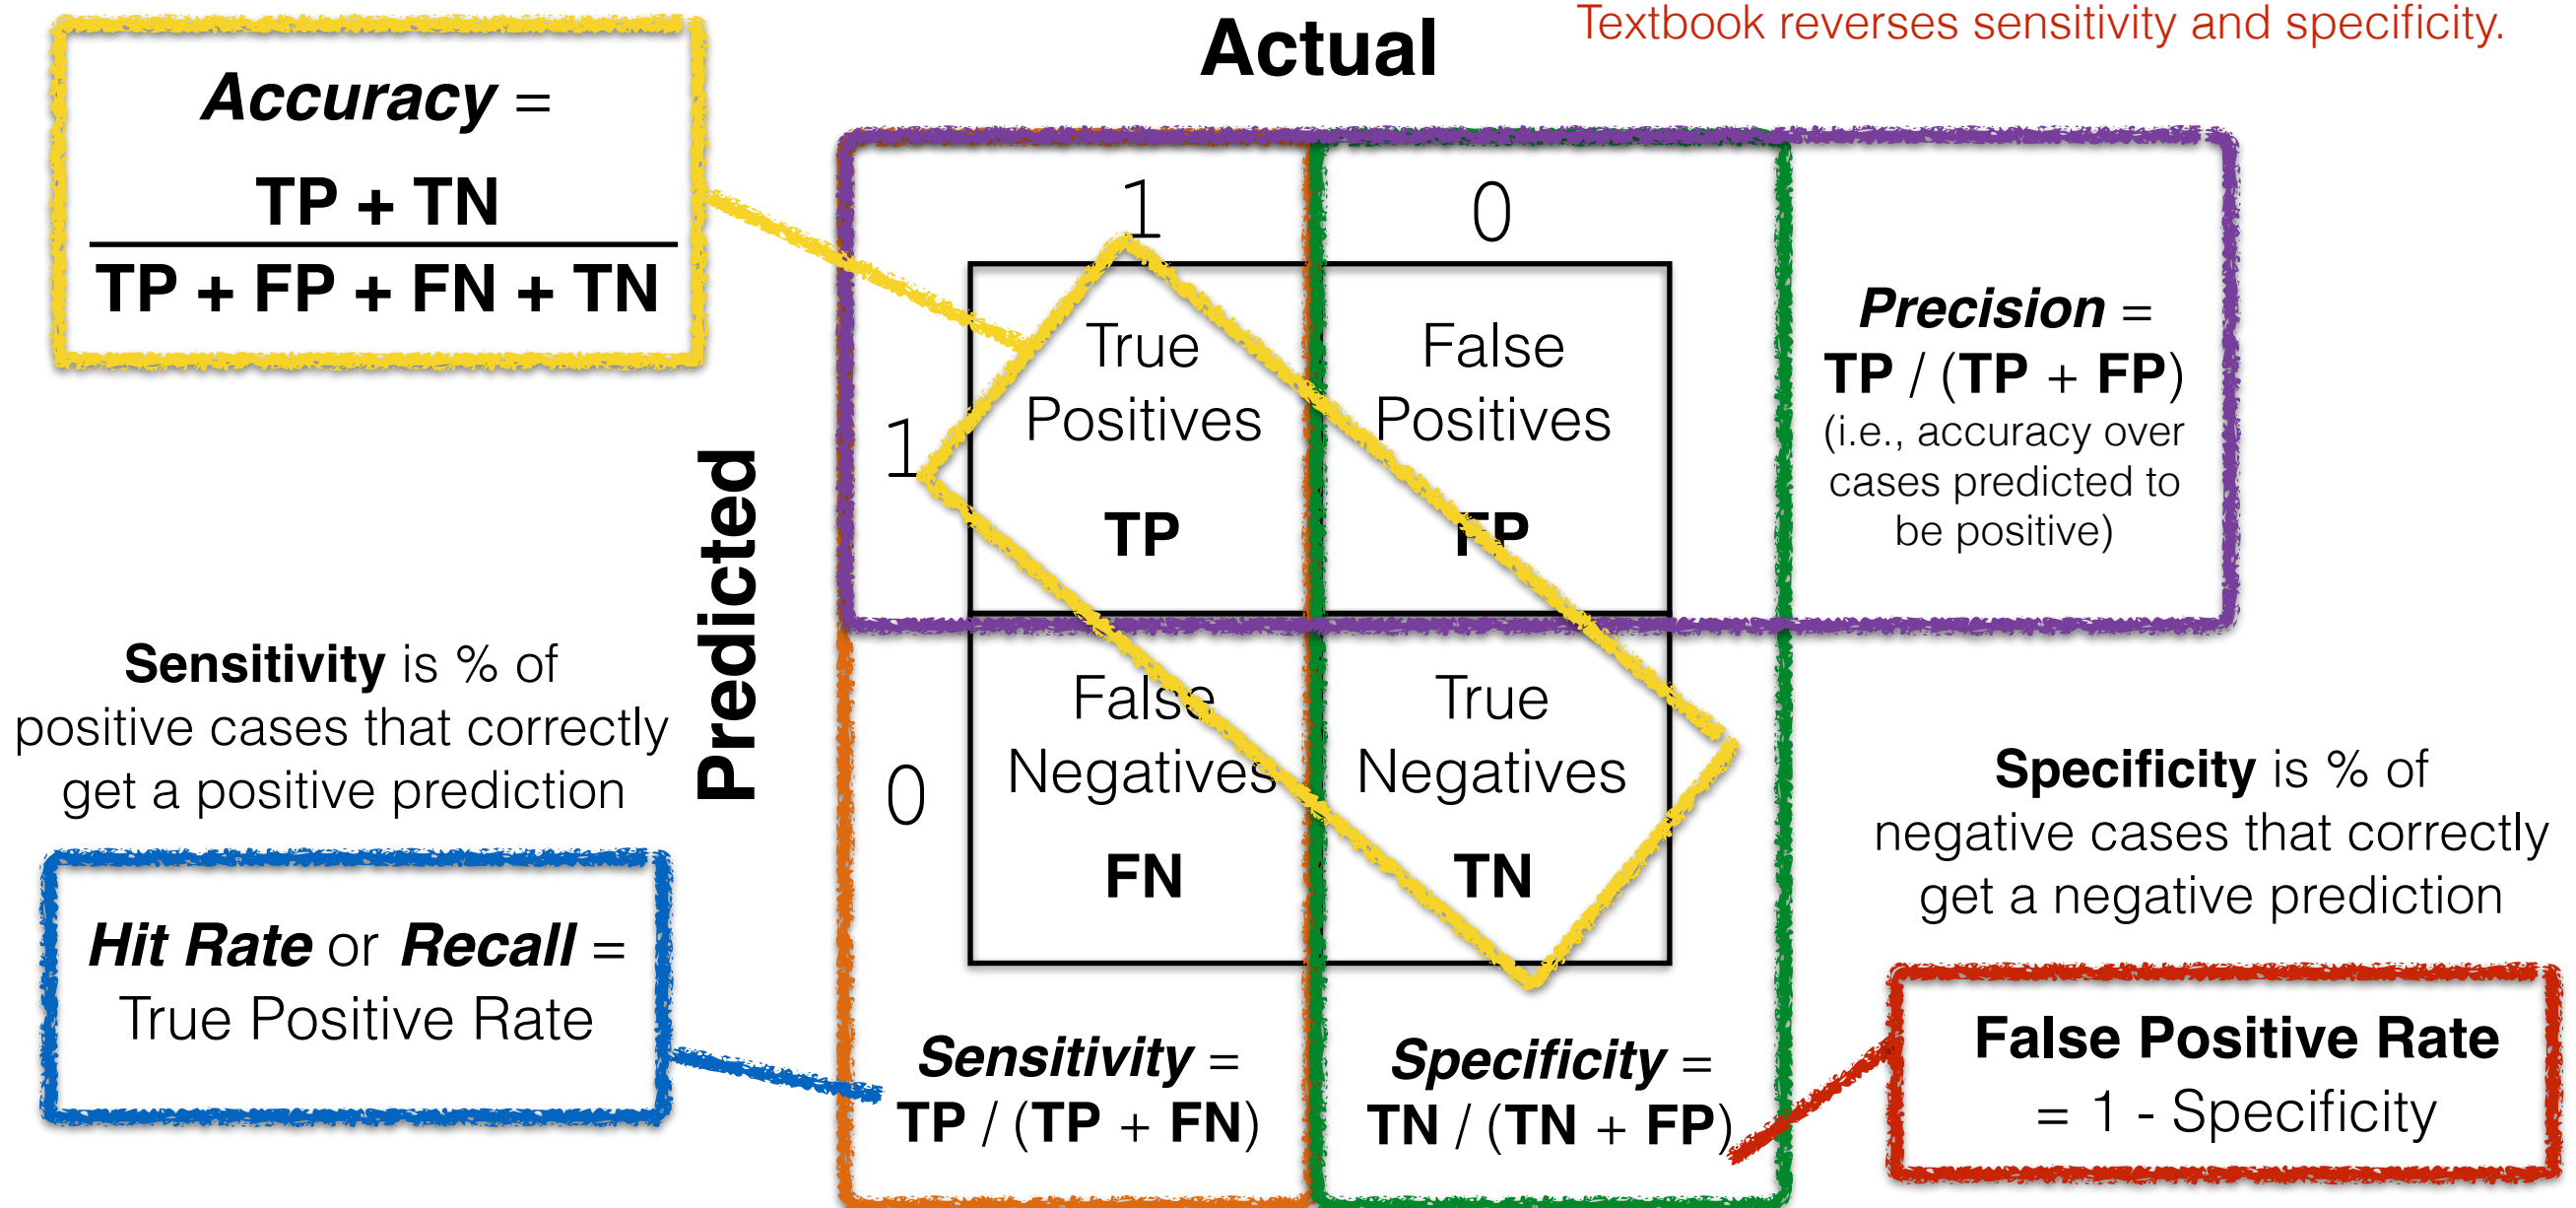 Textbook reverses sensitivity and specificity.
Actual
Accuracy =
TP + TN
TP + FP + FN + TN
1
0
Predicted
1
True
Positives
TP
False
Positives
FP
Precision =
TP / (TP + FP)
(i.e., accuracy over
cases predicted to
be positive)
0
False
Negatives
FN
True
Negatives
TN
Sensitivity is % of
positive cases that correctly
get a positive prediction
Hit Rate or Recall =
True Positive Rate
Sensitivity =
TP / (TP + FN)
Specificity =
TN / (TN + FP)
Specificity is % of
negative cases that correctly
get a negative prediction
False Positive Rate
= 1 - Specificity